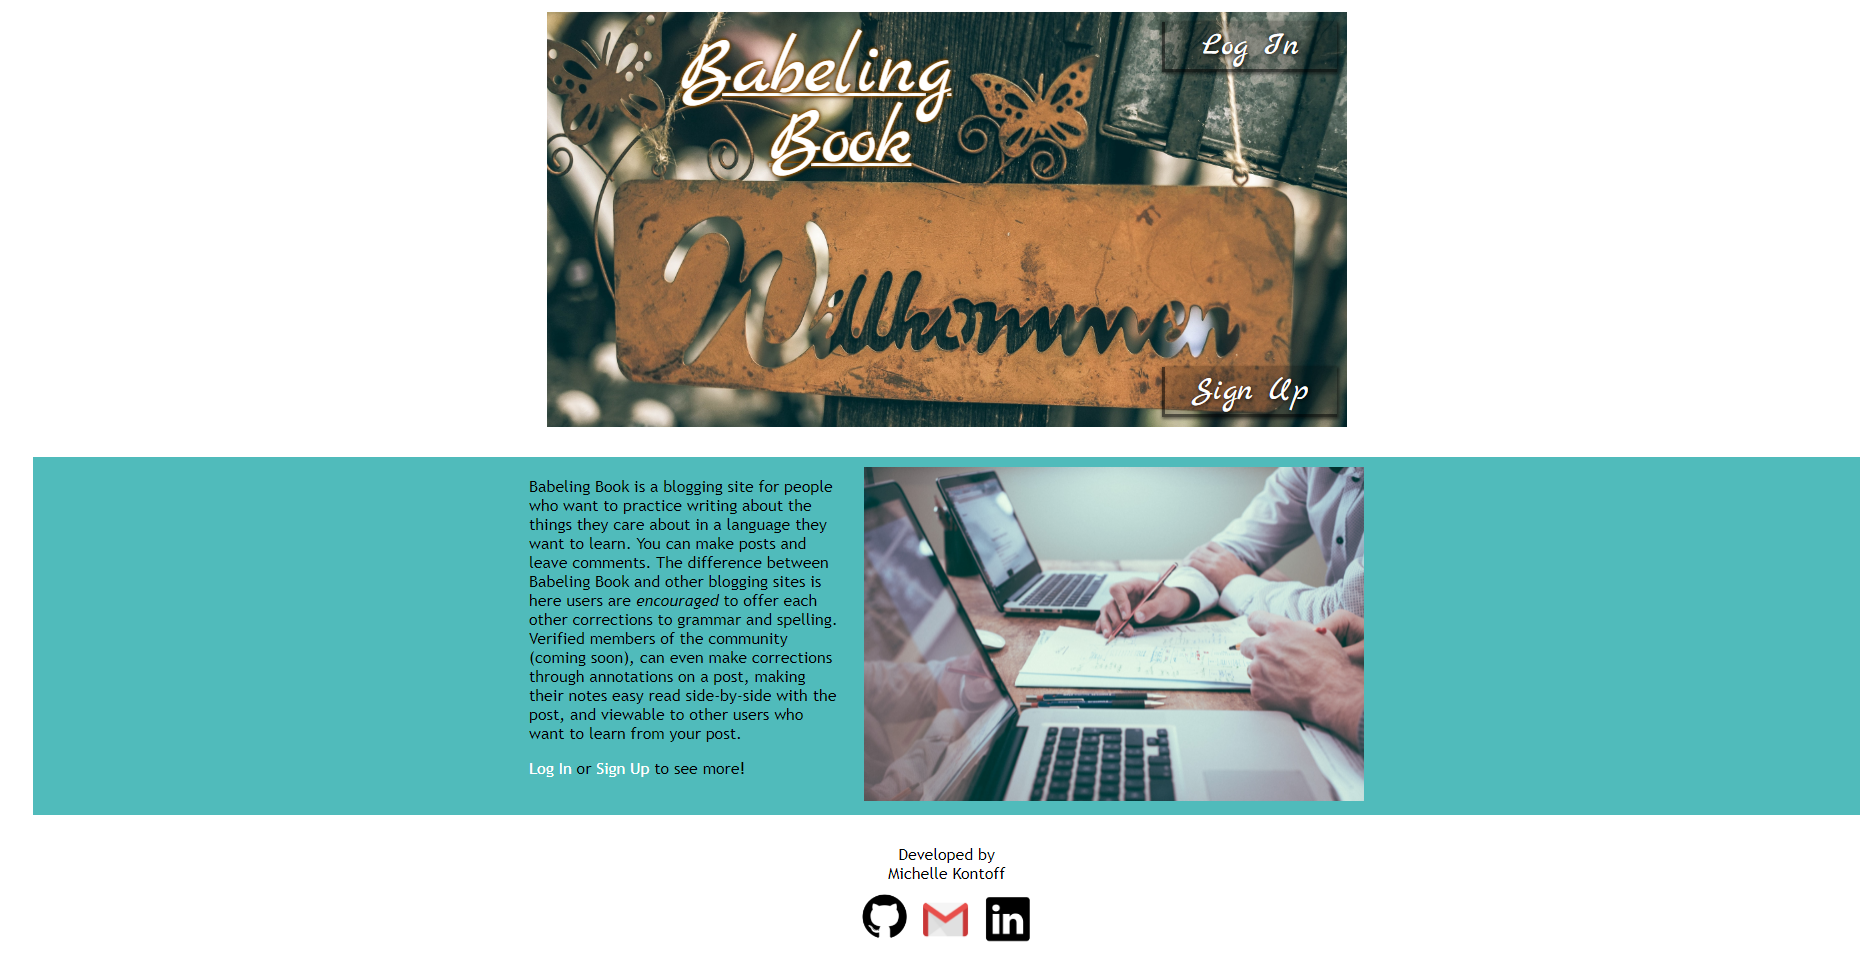 Babeling
Book
Log In
Willkommen
Sign Up
Babeling Book is a blogging site for people
who want to practice writing about the
things they care about in a language they
want to learn. You can make posts and
leave comments. The difference between
Babeling Book and other blogging sites is
here users are encouraged to offer each
other corrections to grammar and spelling.
Verified members of the community
(coming soon), can even make corrections
through annotations on a post, making
their notes easy read side-by-side with the
post, and viewable to other users who
want to learn from your post.
Log In or Sign Up to see more!
Developed by
Michelle Kontoff
in